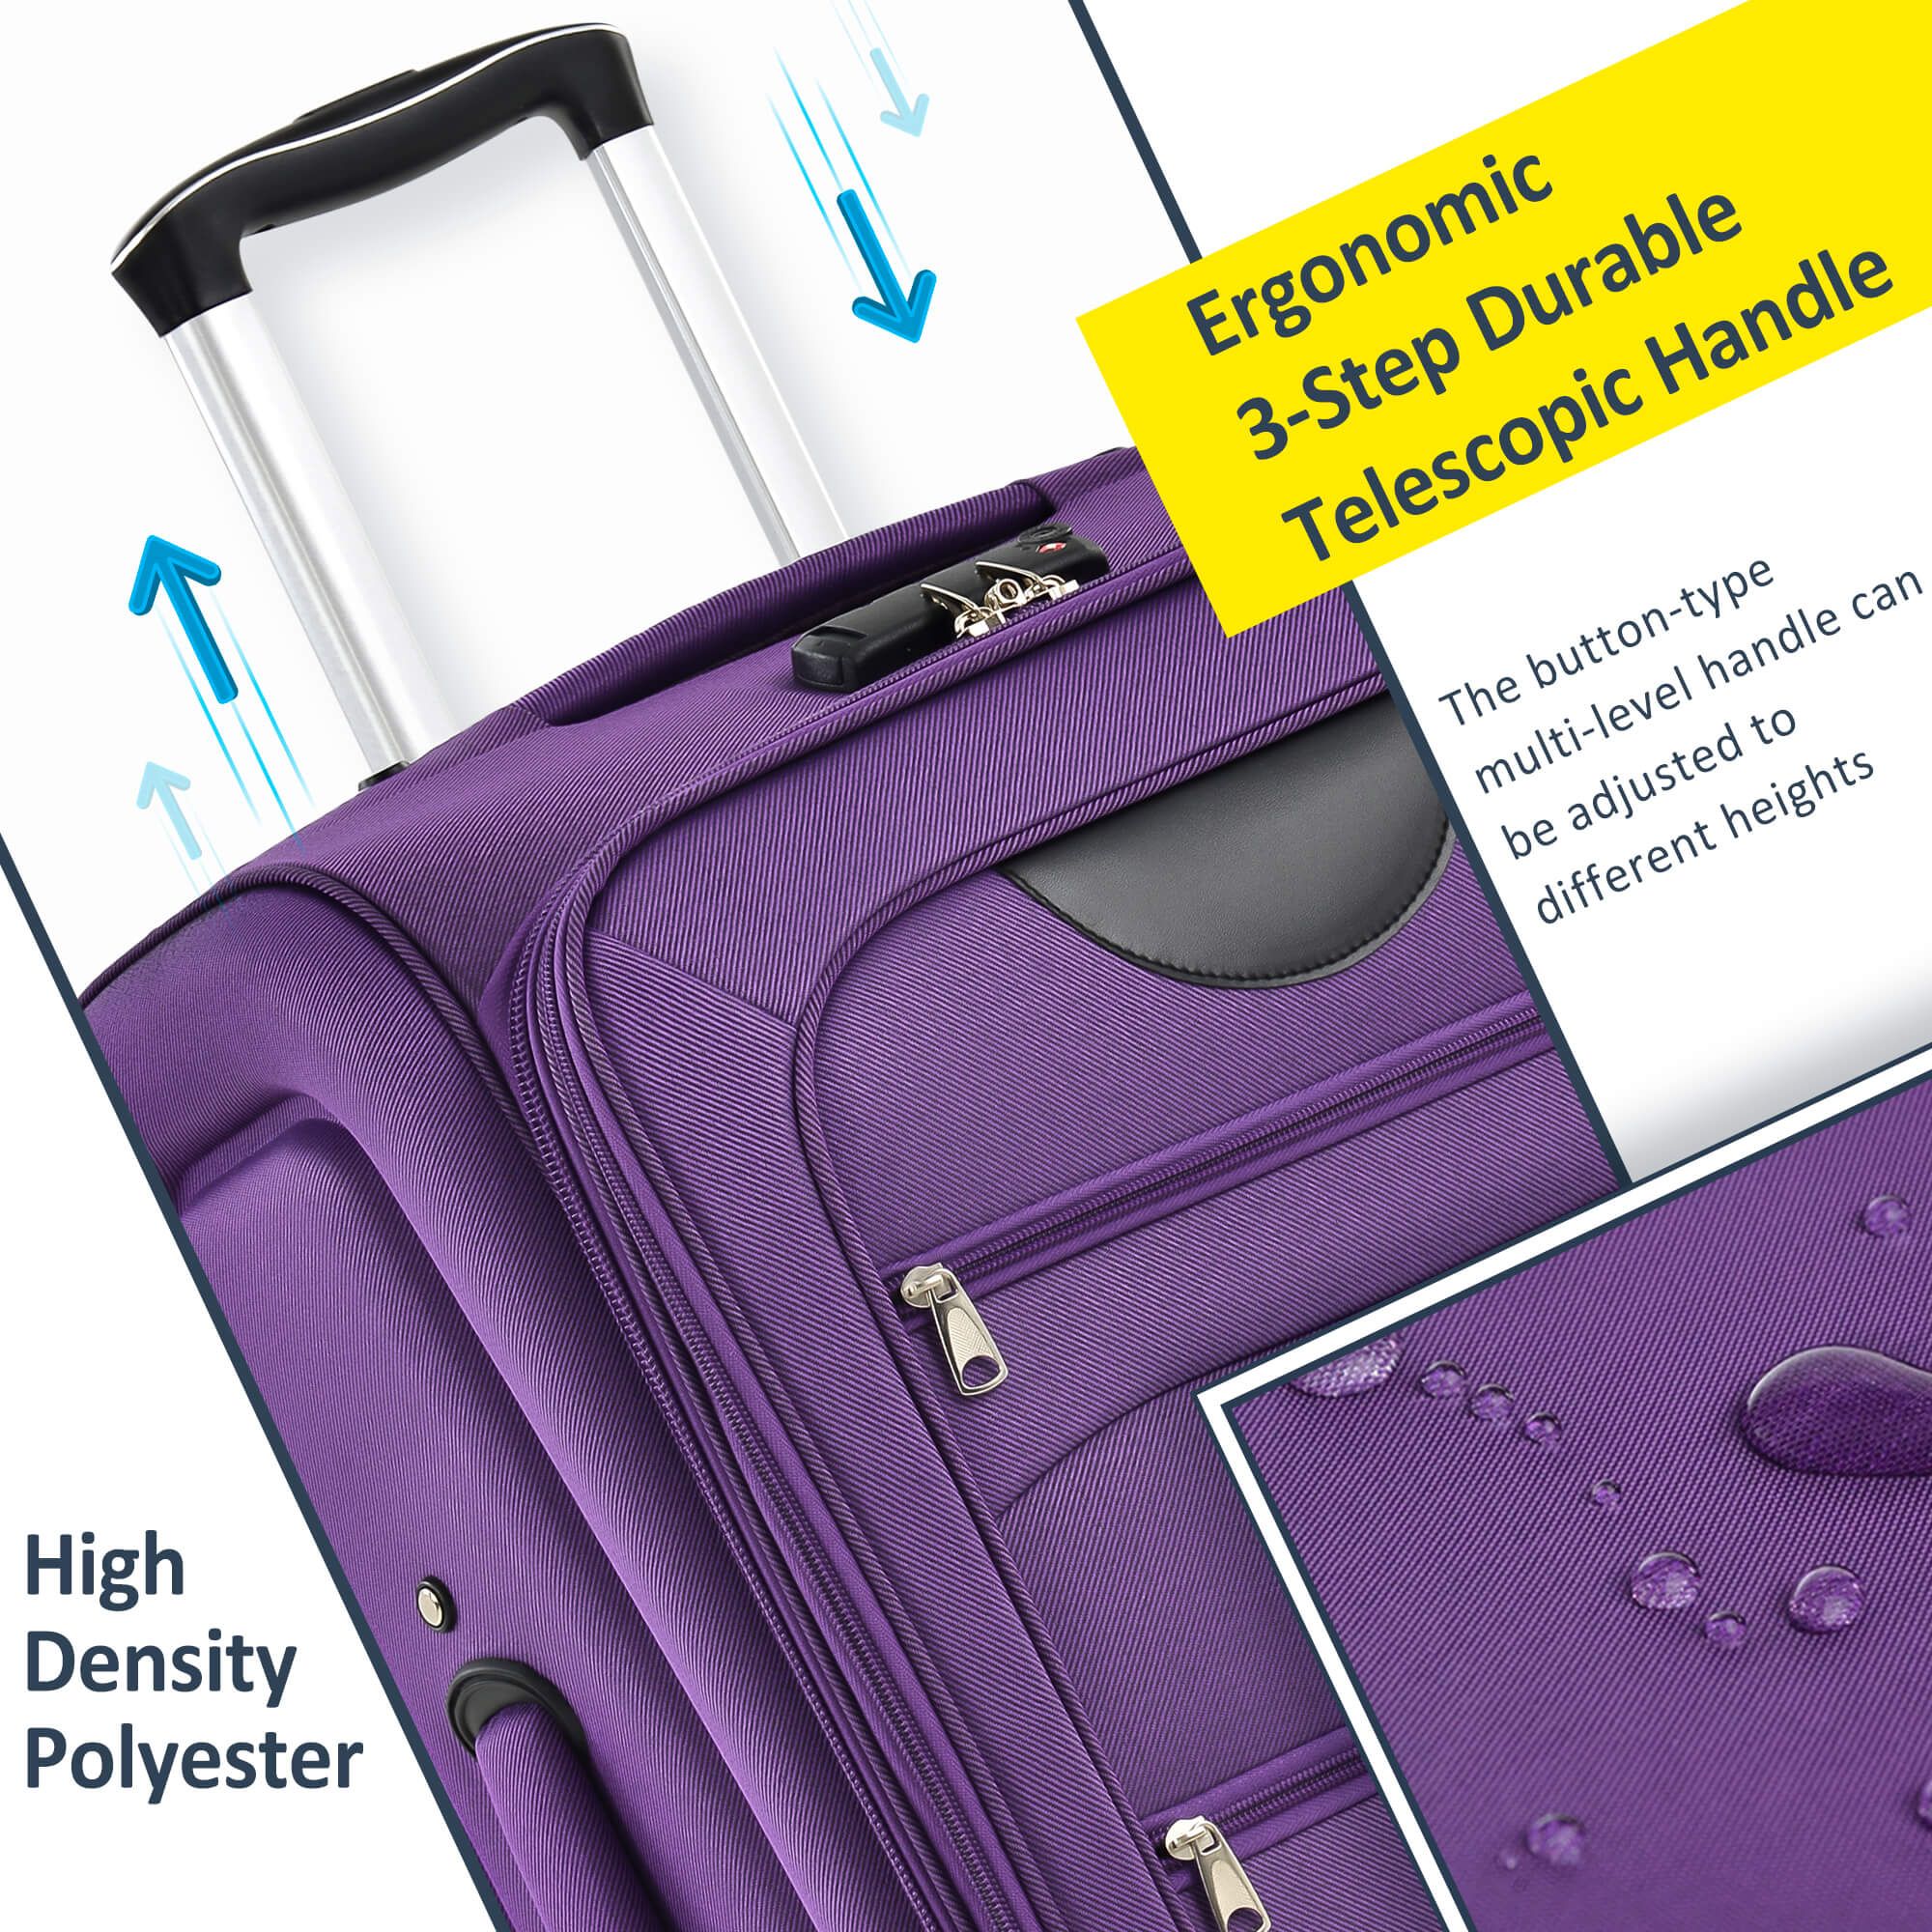 Ergonomic
3-Step Durable
Telescopic Handle
The button-type
multi-level handle can
be adjusted to
different heights
High
Density
Polyester